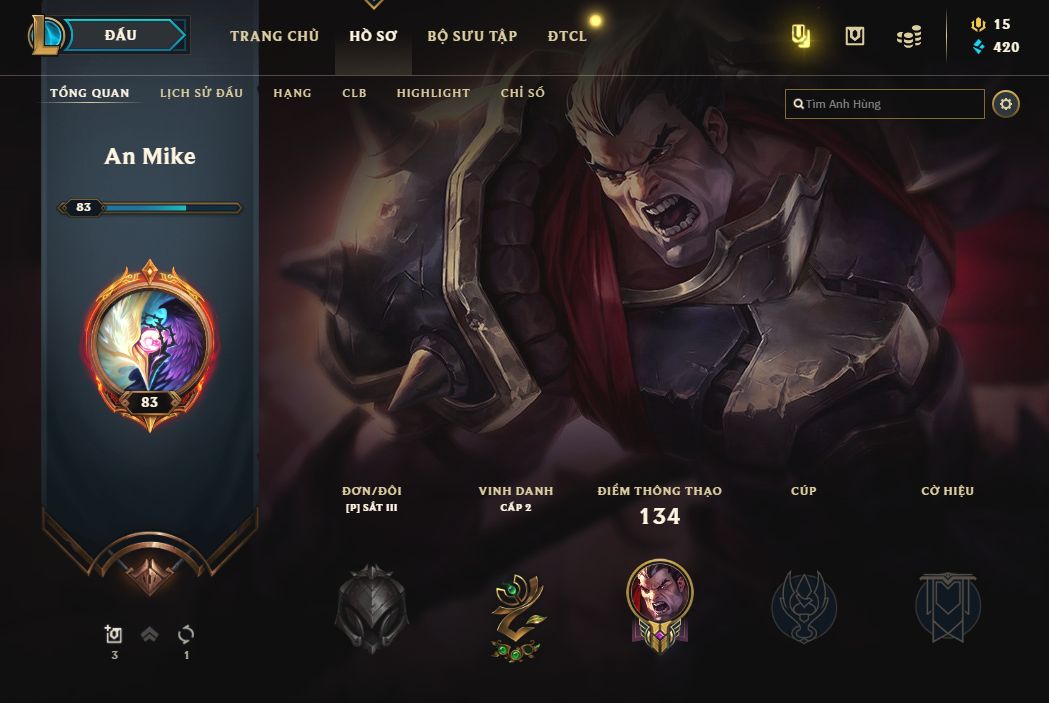 ĐẤU
TRANG CHỦ
HỒ SƠ
BỘ SƯU TẬP
ĐTCL
15
420
TỔNG QUAN
LỊCH SỬ ĐẤU
HẠNG
CLB
HIGHLIGHT
CHỈ SỐ
Tìm Anh Hùng
An Mike
83
83
ĐƠN/ĐÔI
[P] SẮT III
VINH DANH
CẤP 2
ĐIỂM THÔNG THẠO
134
CÚP
CỜ HIỆU
3
1